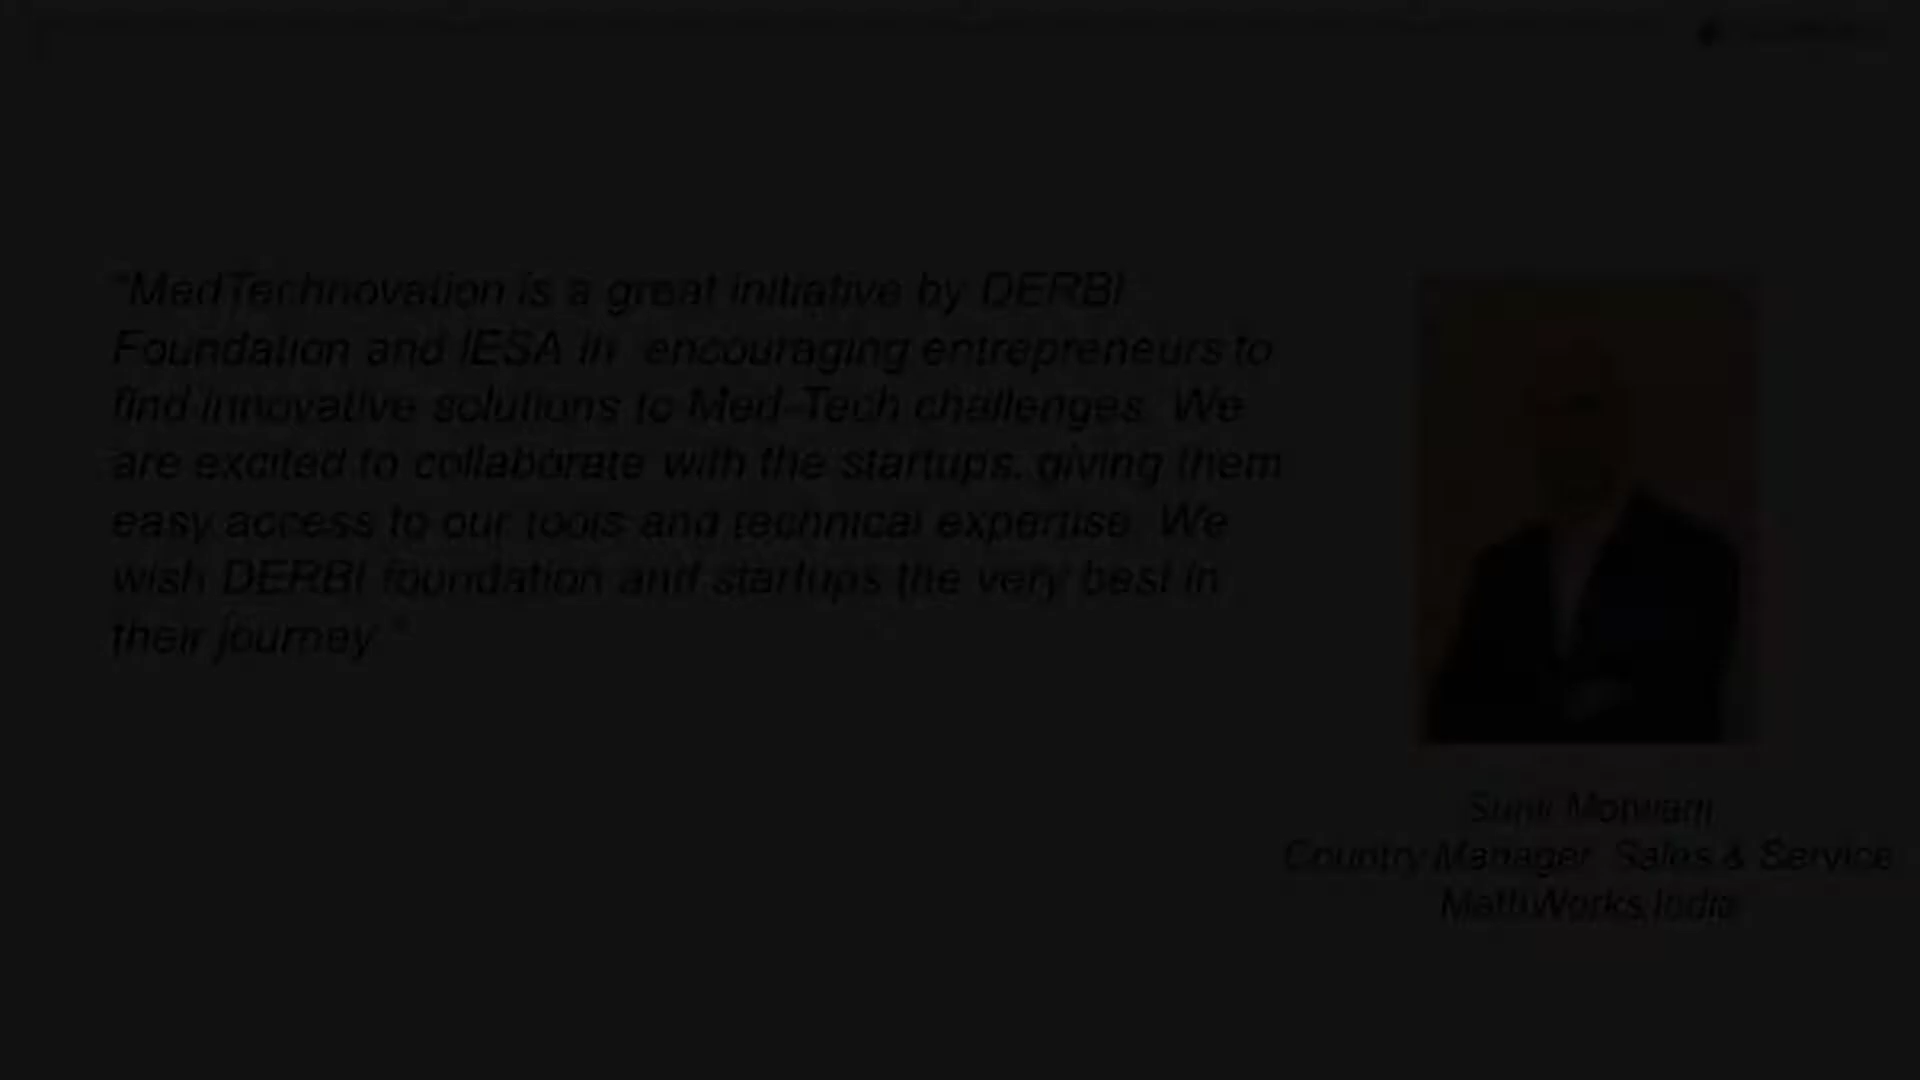 "MedTechnovation is a great initiative by DERBI
Foundation and IESA in encouraging entrepreneurs to
find innovative solutions to Med-Tech challenges. We
are excited to collaborate with the startups, giving them
easy access to our tools and technical expertise. We
wish DERBI foundation and startups the very best in
their journey."
Sunil Motwani
Country Manager, Sales & Service
MathWorks India